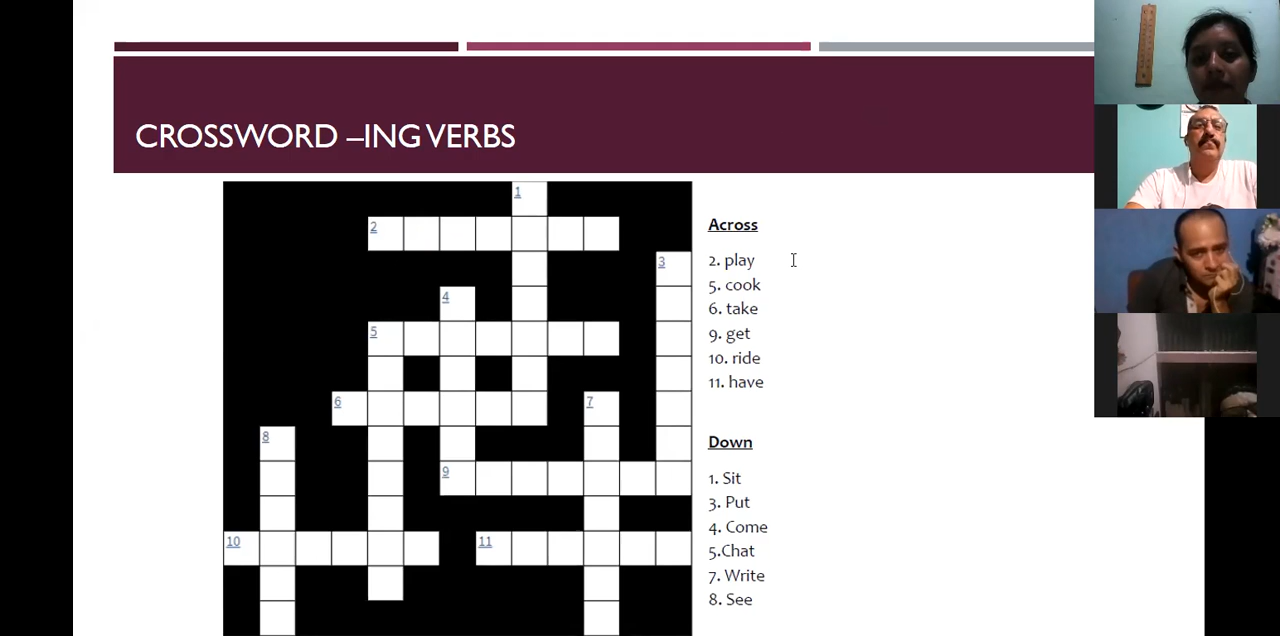 CROSSWORD –ING VERBS
1
2
3
4
5
6
7
8
9
10
11
Across
2. play
5. cook
6. take
9. get
10. ride
11. have
Down
1. Sit
3. Put
4. Come
5.Chat
7. Write
8. See